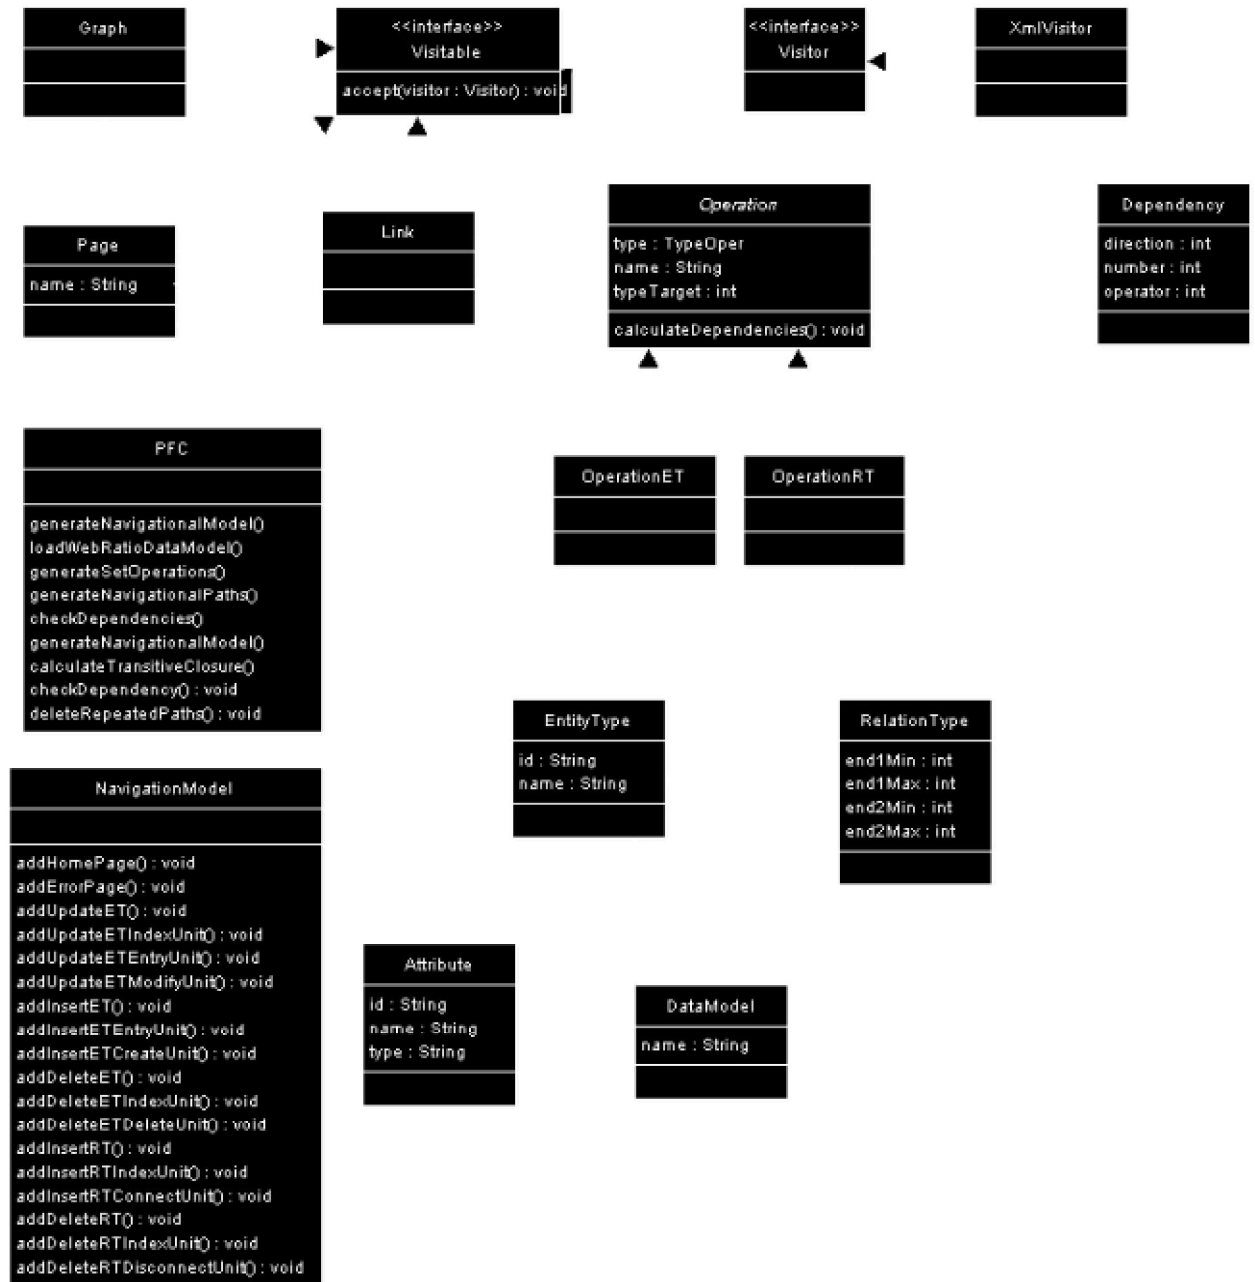 Graph
<<interface>>
Visitable
accept(visitor : Visitor) : void
<<interface>>
Visitor
XmlVisitor
Page
name : String
Link
Operation
type : TypeOper
name : String
typeTarget : int
calculateDependencies() : void
Dependency
direction : int
number : int
operator : int
PFC
generateNavigationalModel()
loadWebRatioDataModel()
generateSetOperations()
generateNavigationalPaths()
checkDependencies()
generateNavigationalModel()
calculateTransitiveClosure()
checkDependency() : void
deleteRepeatedPaths() : void
OperationET
OperationRT
EntityType
id : String
name : String
RelationType
end1Min : int
end1Max : int
end2Min : int
end2Max : int
NavigationModel
addHomePage() : void
addErrorPage() : void
addUpdateET() : void
addUpdateETIndexUnit() : void
addUpdateETEntryUnit() : void
addUpdateETModifyUnit() : void
addInsertET() : void
addInsertETEntryUnit() : void
addInsertETCreateUnit() : void
addDeleteET() : void
addDeleteETIndexUnit() : void
addDeleteETDeleteUnit() : void
addInsertRT() : void
addInsertRTIndexUnit() : void
addInsertRTConnectUnit() : void
addDeleteRT() : void
addDeleteRTIndexUnit() : void
addDeleteRTDisconnectUnit() : void
Attribute
id : String
name : String
type : String
DataModel
name : String